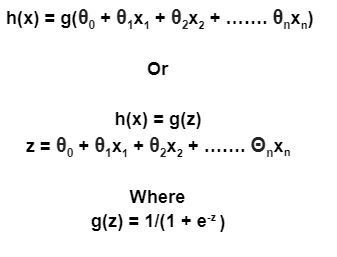 h(x) = g(θ₀ + θ₁x₁ + θ₂x₂ + ....... θₙxₙ)
Or
h(x) = g(z)
z = θ₀ + θ₁x₁ + θ₂x₂ + ....... Θₙxₙ
Where
g(z) = 1/(1 + e⁻ᶻ )